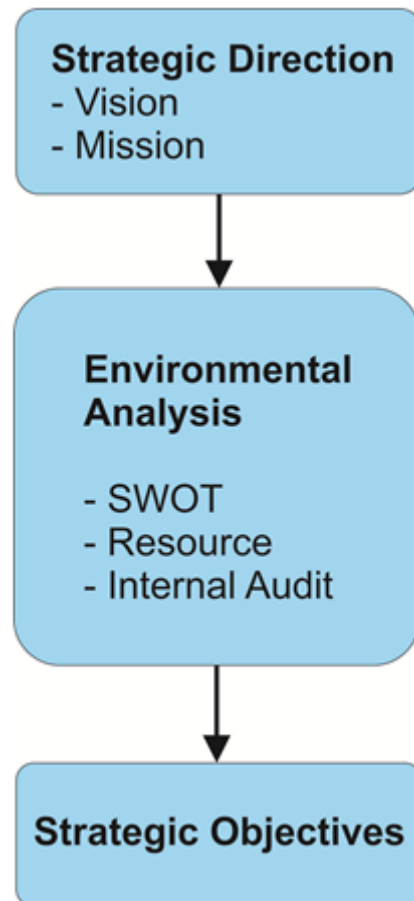 Strategic Direction
- Vision
- Mission
Environmental
Analysis
- SWOT
- Resource
- Internal Audit
Strategic Objectives